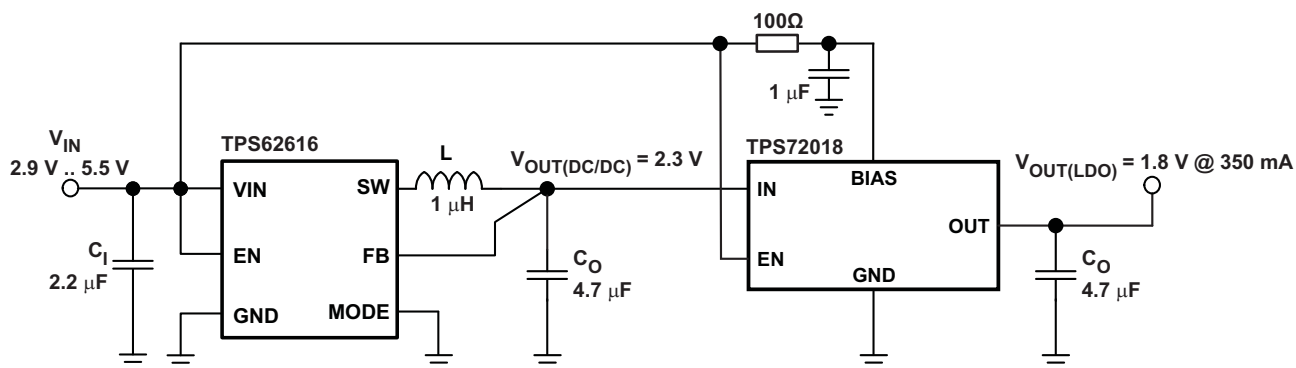 100Ω
1 μF
V_IN
2.9 V .. 5.5 V
TPS62616
L
V_OUT(DC/DC) = 2.3 V
TPS72018
V_OUT(LDO) = 1.8 V @ 350 mA
VIN
SW
1 μH
IN
BIAS
OUT
C_I
2.2 μF
EN
FB
C_O
4.7 μF
EN
GND
C_O
4.7 μF
GND
MODE